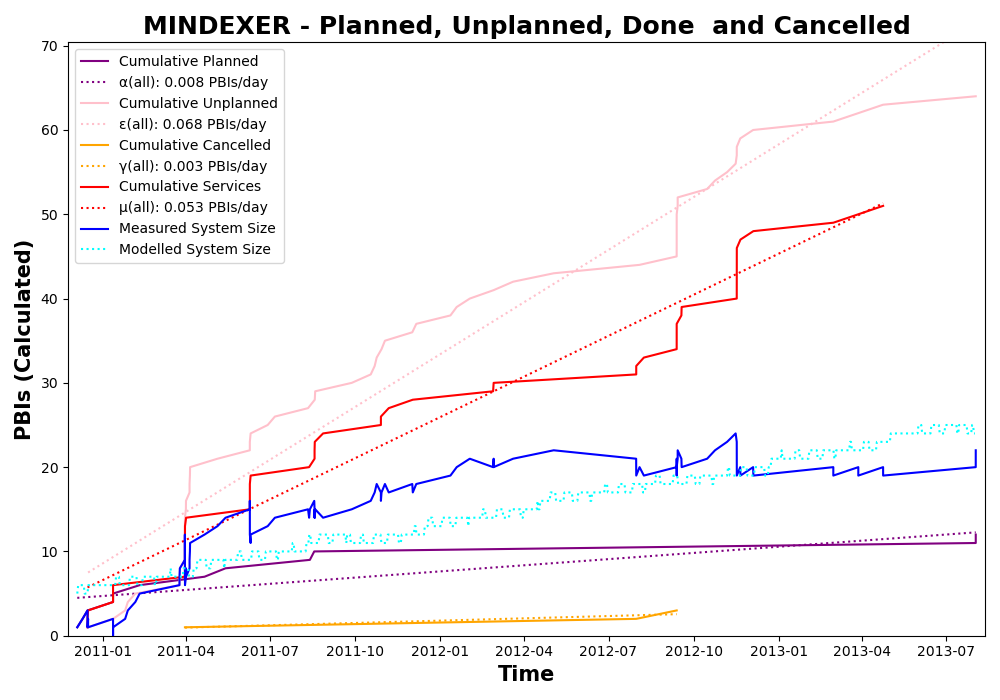 MINDEXER - Planned, Unplanned, Done  and Cancelled
PBIs (Calculated)
70
60
50
40
30
20
10
0
Cumulative Planned
α(all): 0.008 PBIs/day
Cumulative Unplanned
ε(all): 0.068 PBIs/day
Cumulative Cancelled
γ(all): 0.003 PBIs/day
Cumulative Services
μ(all): 0.053 PBIs/day
Measured System Size
Modelled System Size
2011-01 2011-04 2011-07 2011-10 2012-01 2012-04 2012-07 2012-10 2013-01 2013-04 2013-07
Time